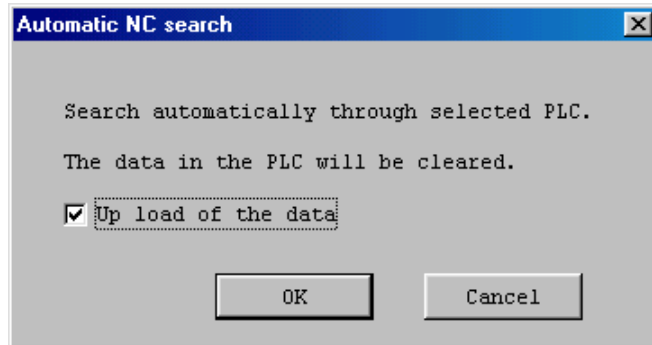 Automatic NC search
Search automatically through selected PLC.
The data in the PLC will be cleared.
Up load of the data
OK
Cancel